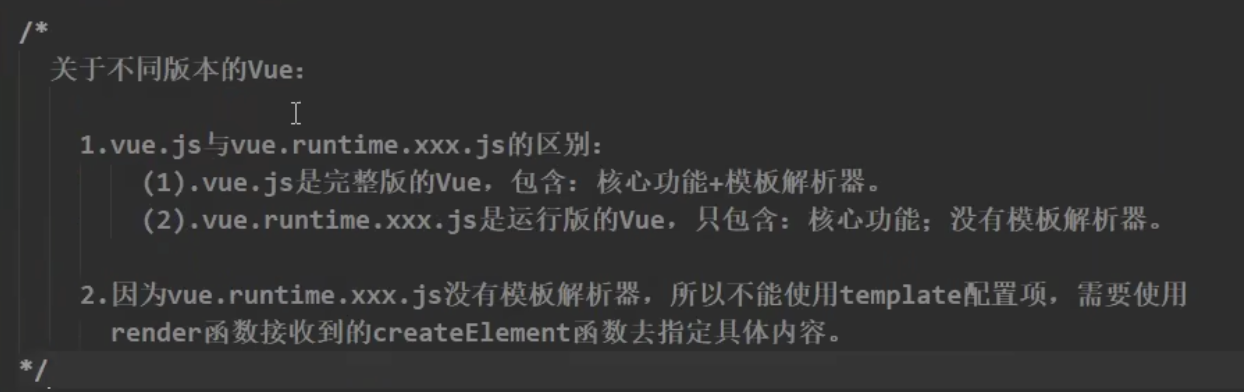 /*
关于不同版本的Vue：
1.vue.js与vue.runtime.xxx.js的区别：
(1).vue.js是完整版的Vue，包含：核心功能+模板解析器。
(2).vue.runtime.xxx.js是运行版的Vue，只包含：核心功能；没有模板解析器。
2.因为vue.runtime.xxx.js没有模板解析器，所以不能使用template配置项，需要使用
render函数接收到的createElement函数去指定具体内容。
*/